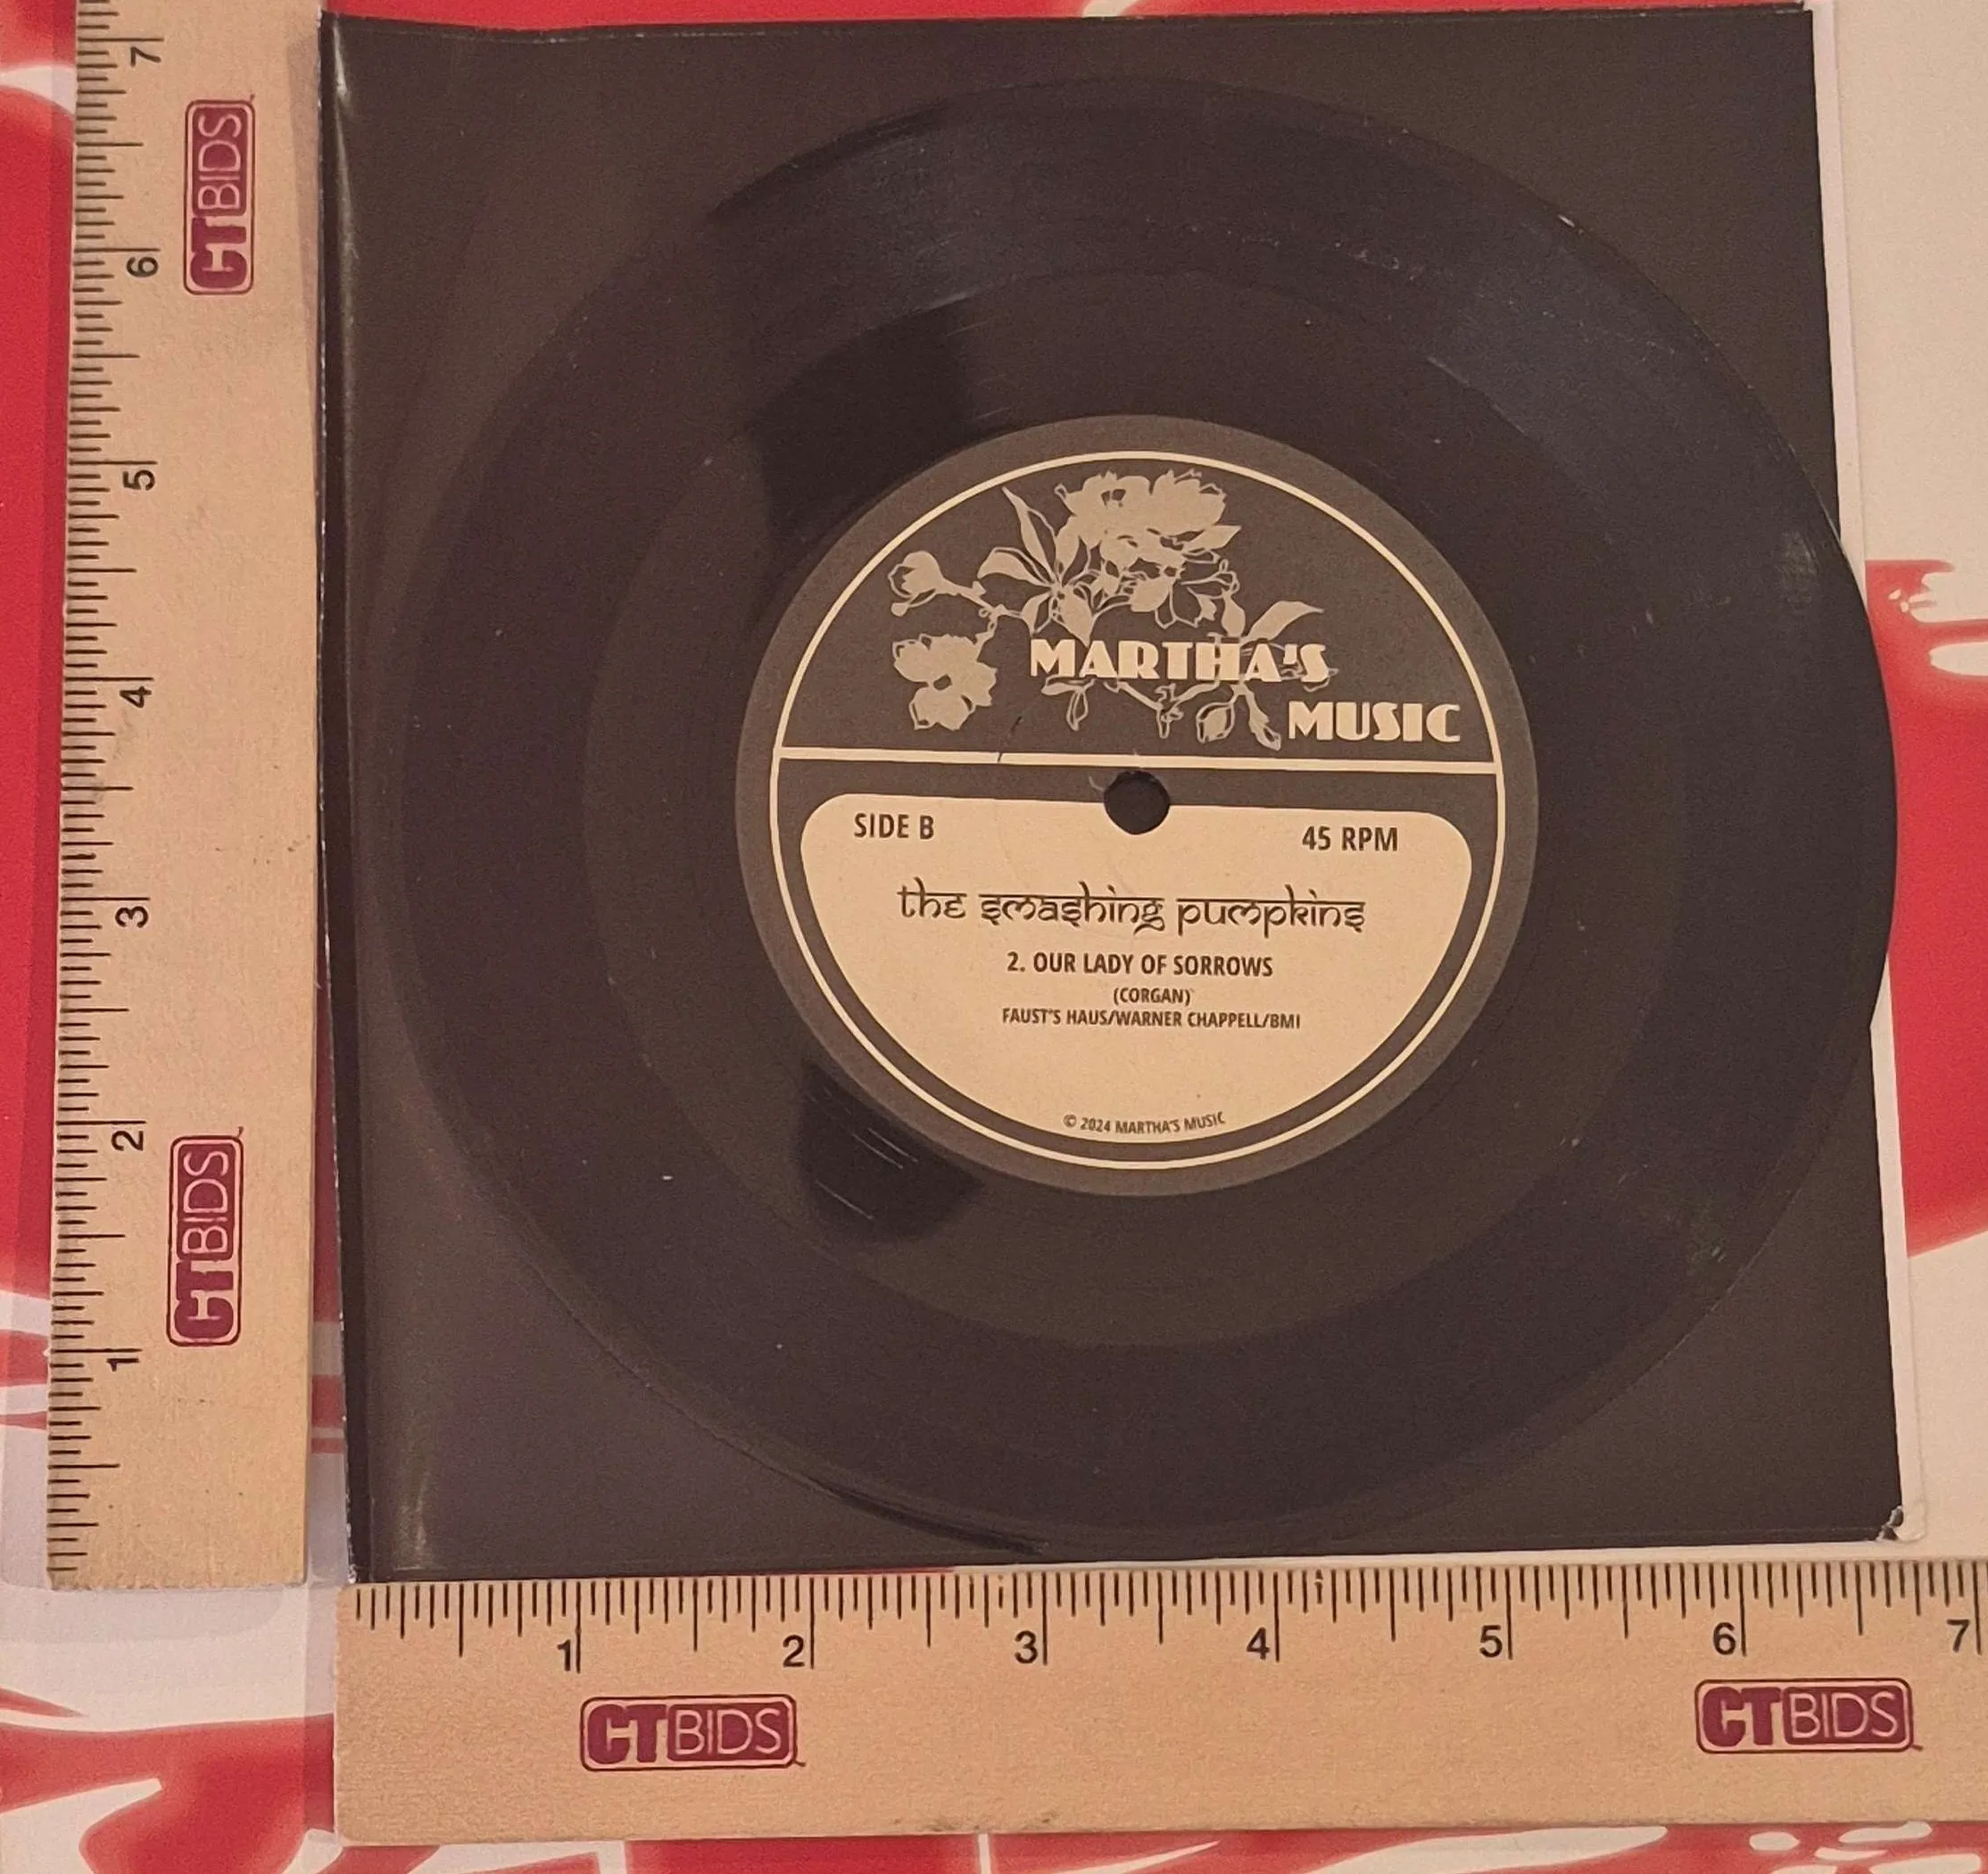 MARTHA'S
MUSIC
SIDE B
45 RPM
the smashing pumpkins
2. OUR LADY OF SORROWS
(CORGAN)
FAUST'S HAUS/WARNER CHAPPELL/BMI
© 2024 MARTHA'S MUSIC
7
6
5
4
3
2
1
CTBIDS
CTBIDS
1 2 3 4 5 6 7
CTBIDS CTBIDS